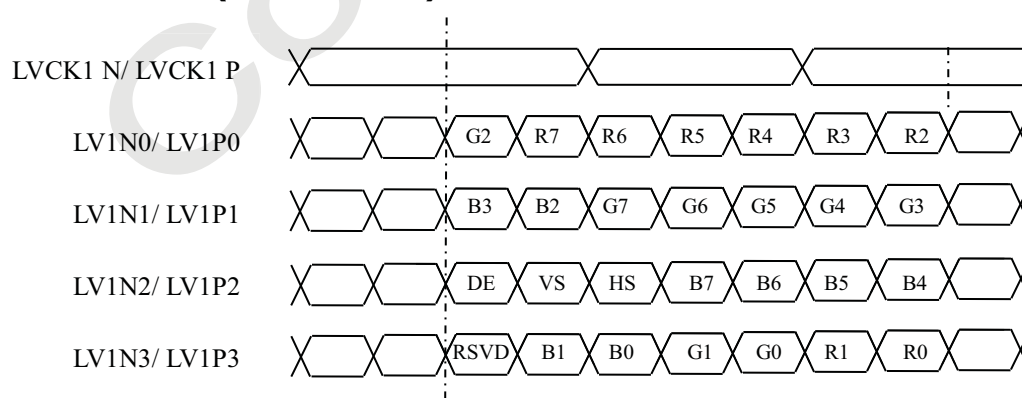 LVCK1 N/ LVCK1 P
LV1N0/ LV1P0 G2 R7 R6 R5 R4 R3 R2
LV1N1/ LV1P1 B3 B2 G7 G6 G5 G4 G3
LV1N2/ LV1P2 DE VS HS B7 B6 B5 B4
LV1N3/ LV1P3 RSVD B1 B0 G1 G0 R1 R0